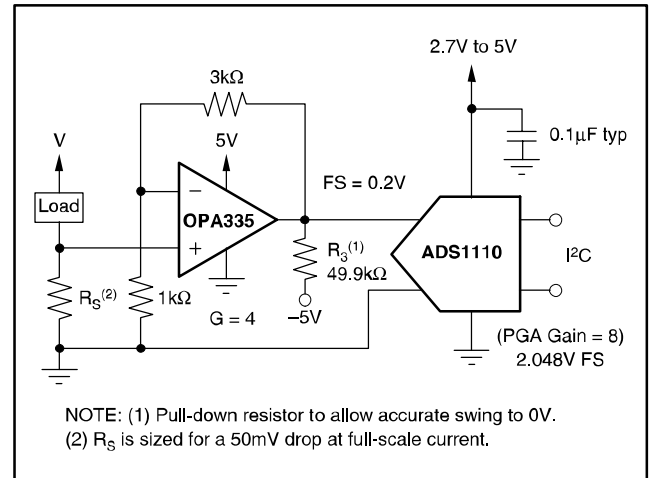 2.7V to 5V
3kΩ
0.1µF typ
V
5V
FS = 0.2V
Load
−
OPA335
+
R3(1)
49.9kΩ
ADS1110
I2C
RS(2)
1kΩ
G = 4
−5V
(PGA Gain = 8)
2.048V FS
NOTE: (1) Pull-down resistor to allow accurate swing to 0V.
(2) RS is sized for a 50mV drop at full-scale current.